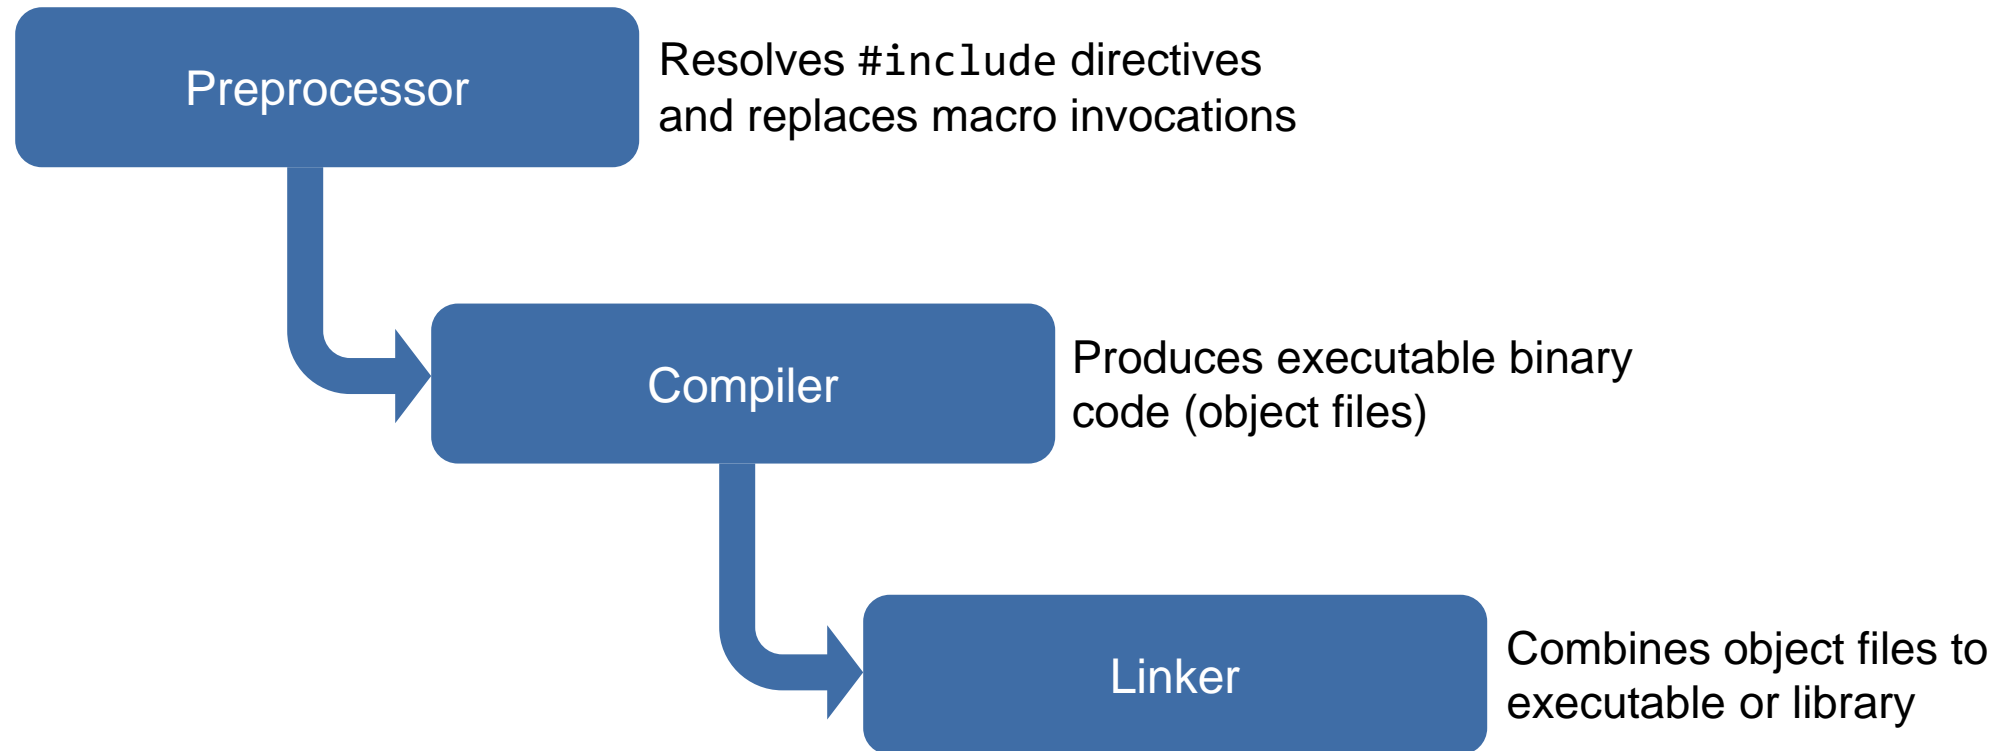 Preprocessor
Resolves #include directives
and replaces macro invocations
Compiler
Produces executable binary
code (object files)
Linker
Combines object files to
executable or library